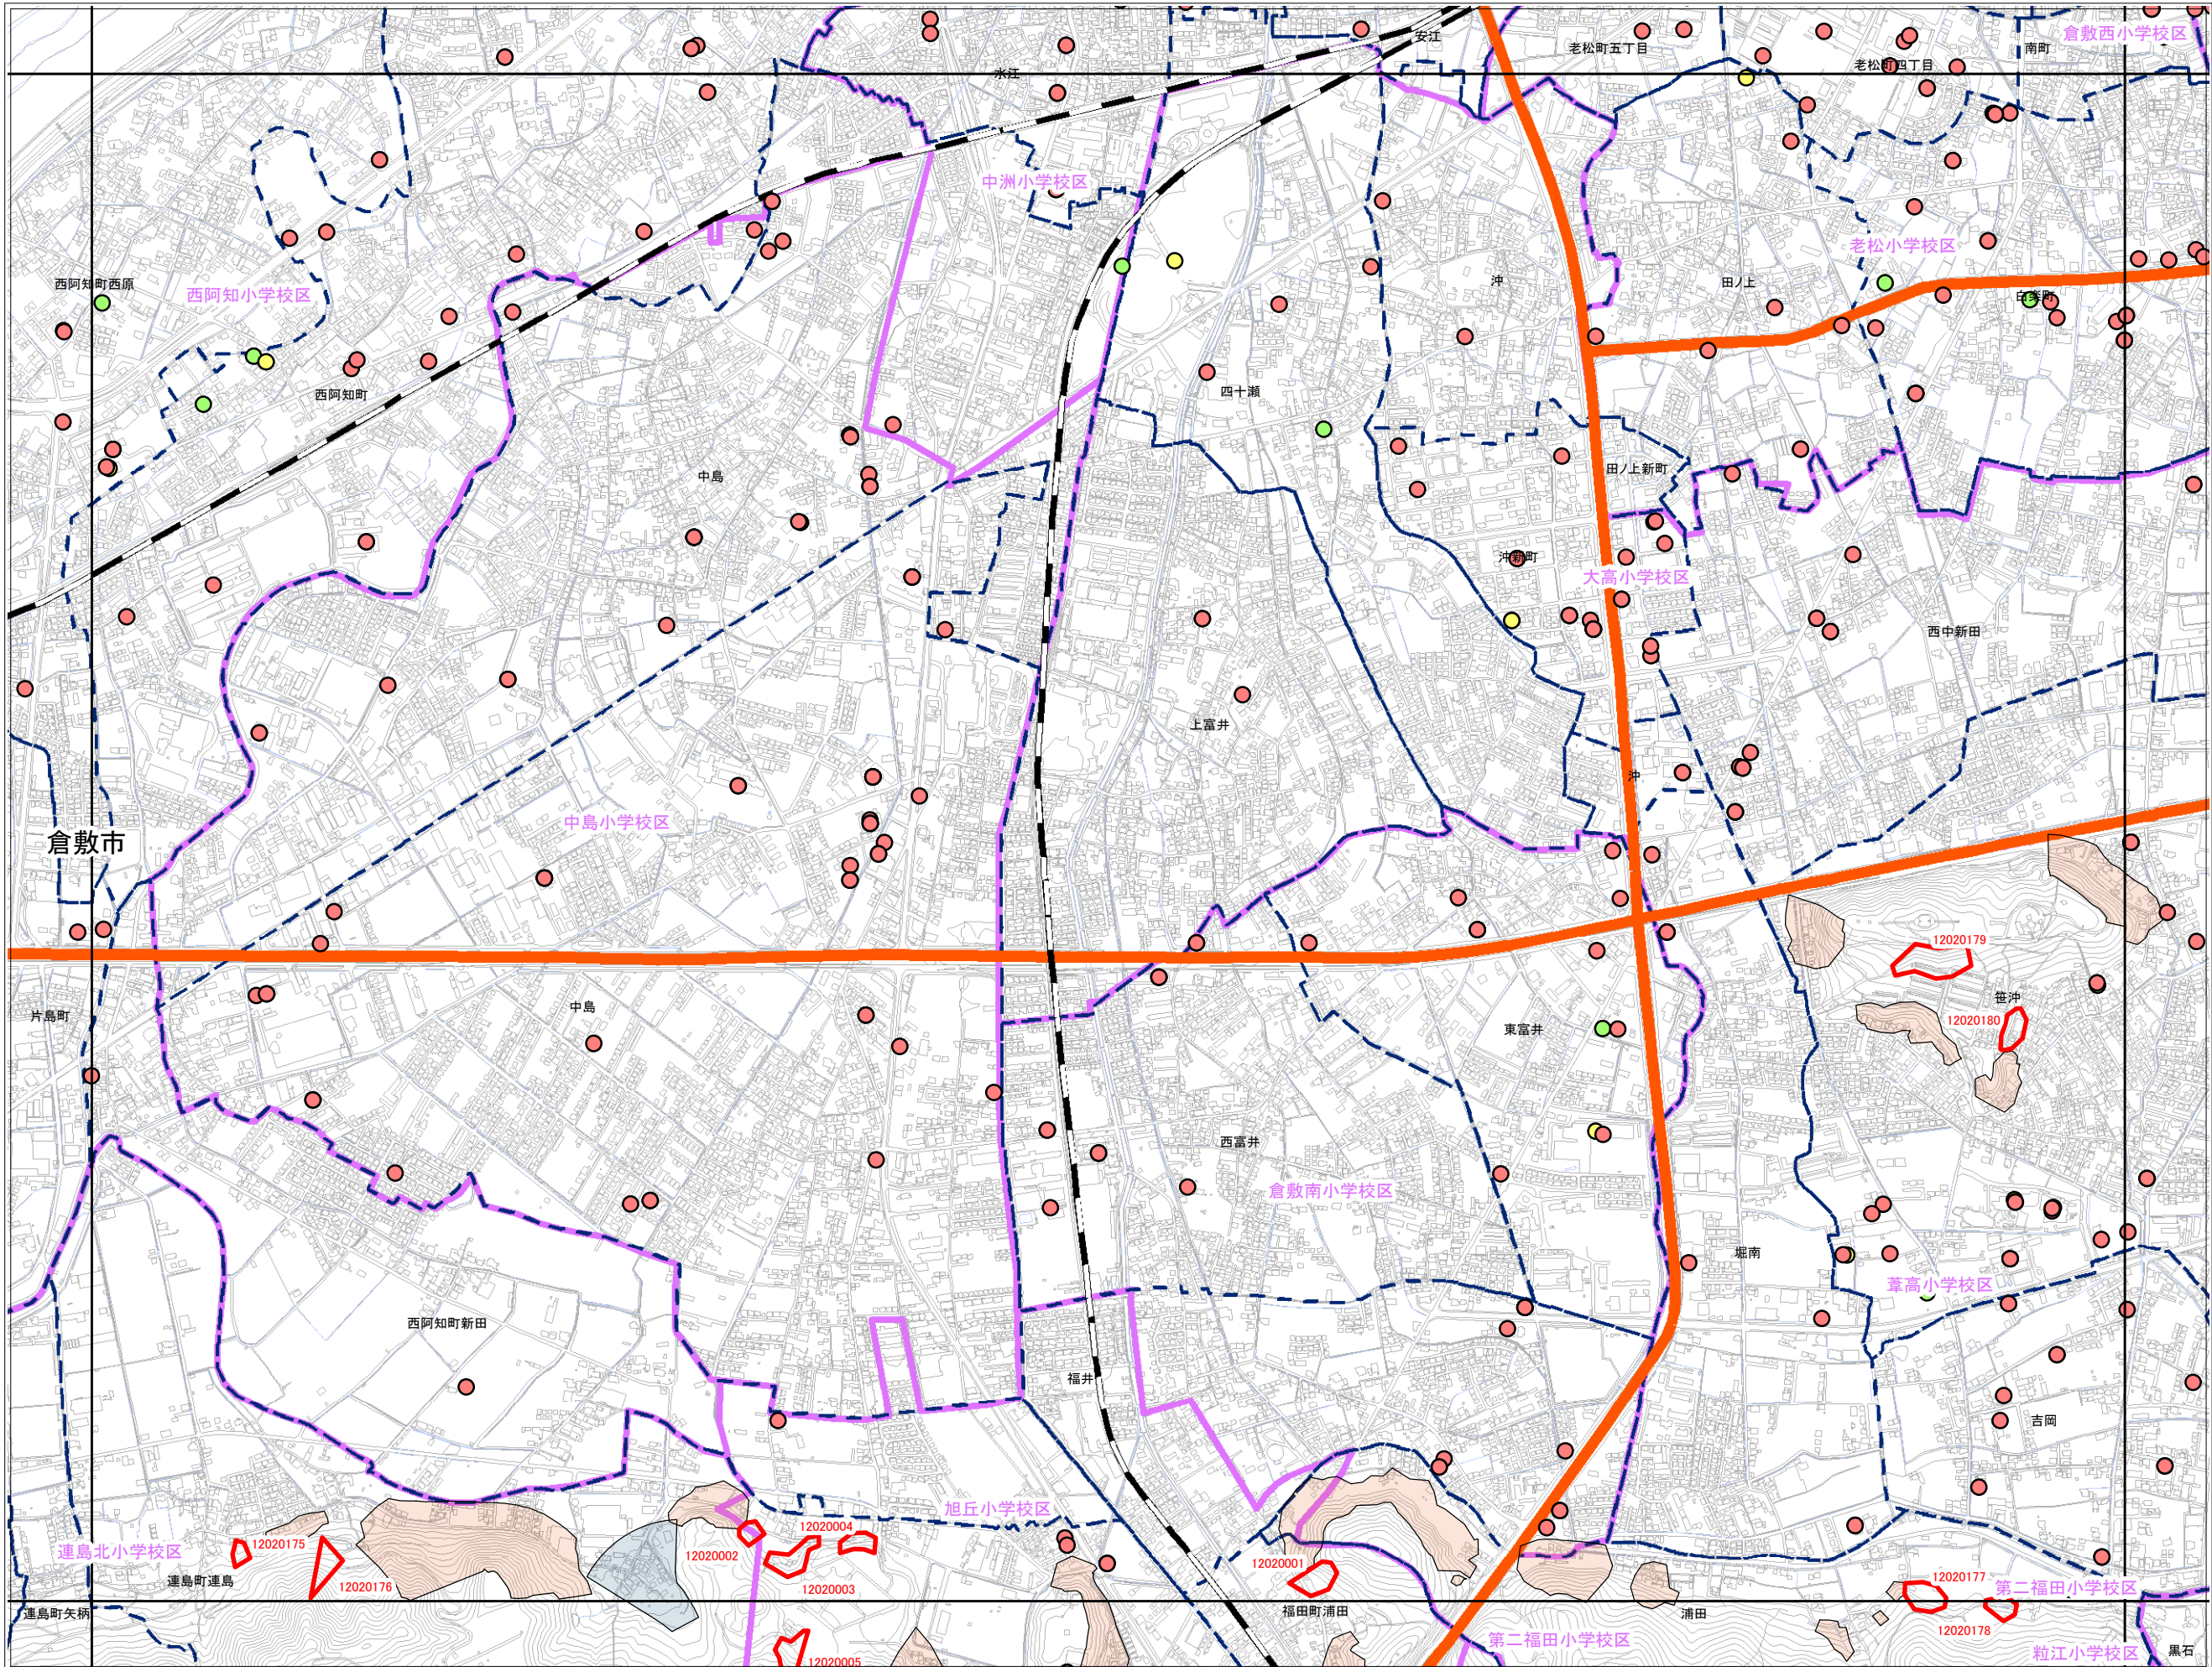 倉敷西小学校区
安江
老松町五丁目
南町
老松町四丁目
水江
中洲小学校区
老松小学校区
西阿知町西原
西阿知小学校区
沖
田ノ上
白楽町
西阿知町
四十瀬
中島
田ノ上新町
沖新町
大高小学校区
西中新田
上富井
沖
中島小学校区
倉敷市
12020179
笹沖
12020180
片島町
中島
東富井
西富井
倉敷南小学校区
堀南
葦高小学校区
西阿知町新田
福井
吉岡
旭丘小学校区
12020004
12020175
連島北小学校区
12020002
12020001
12020176
12020003
連島町連島
12020177
第二福田小学校区
連島町矢柄
福田町浦田
浦田
12020178
第二福田小学校区
粒江小学校区
黒石
12020005